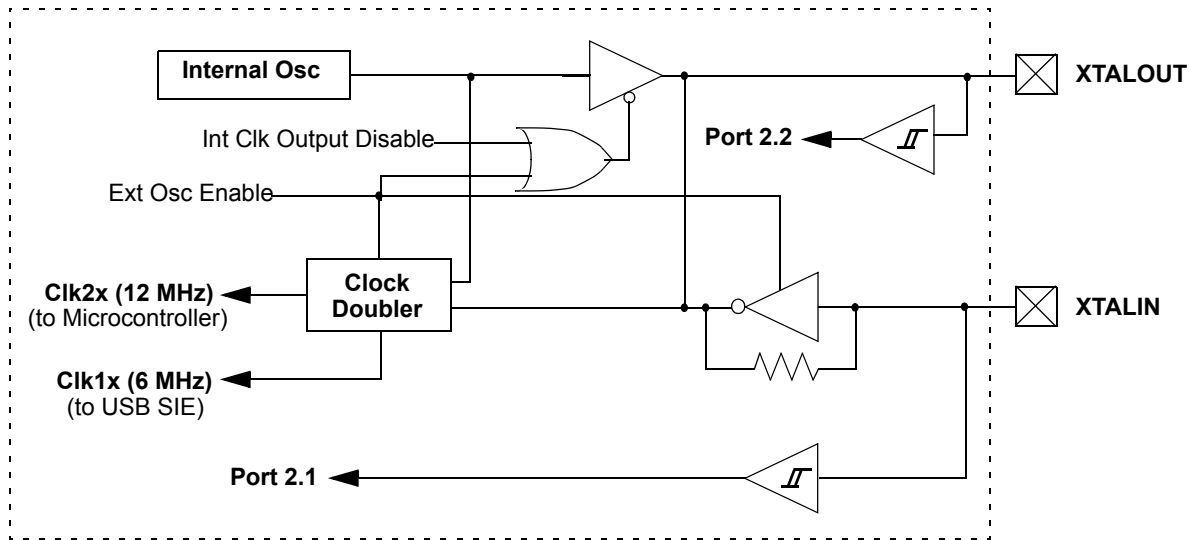 Internal Osc
XTALOUT
Int Clk Output Disable
Port 2.2
Ext Osc Enable
Clock
Doubler
Clk2x (12 MHz)
(to Microcontroller)
XTALIN
Clk1x (6 MHz)
(to USB SIE)
Port 2.1